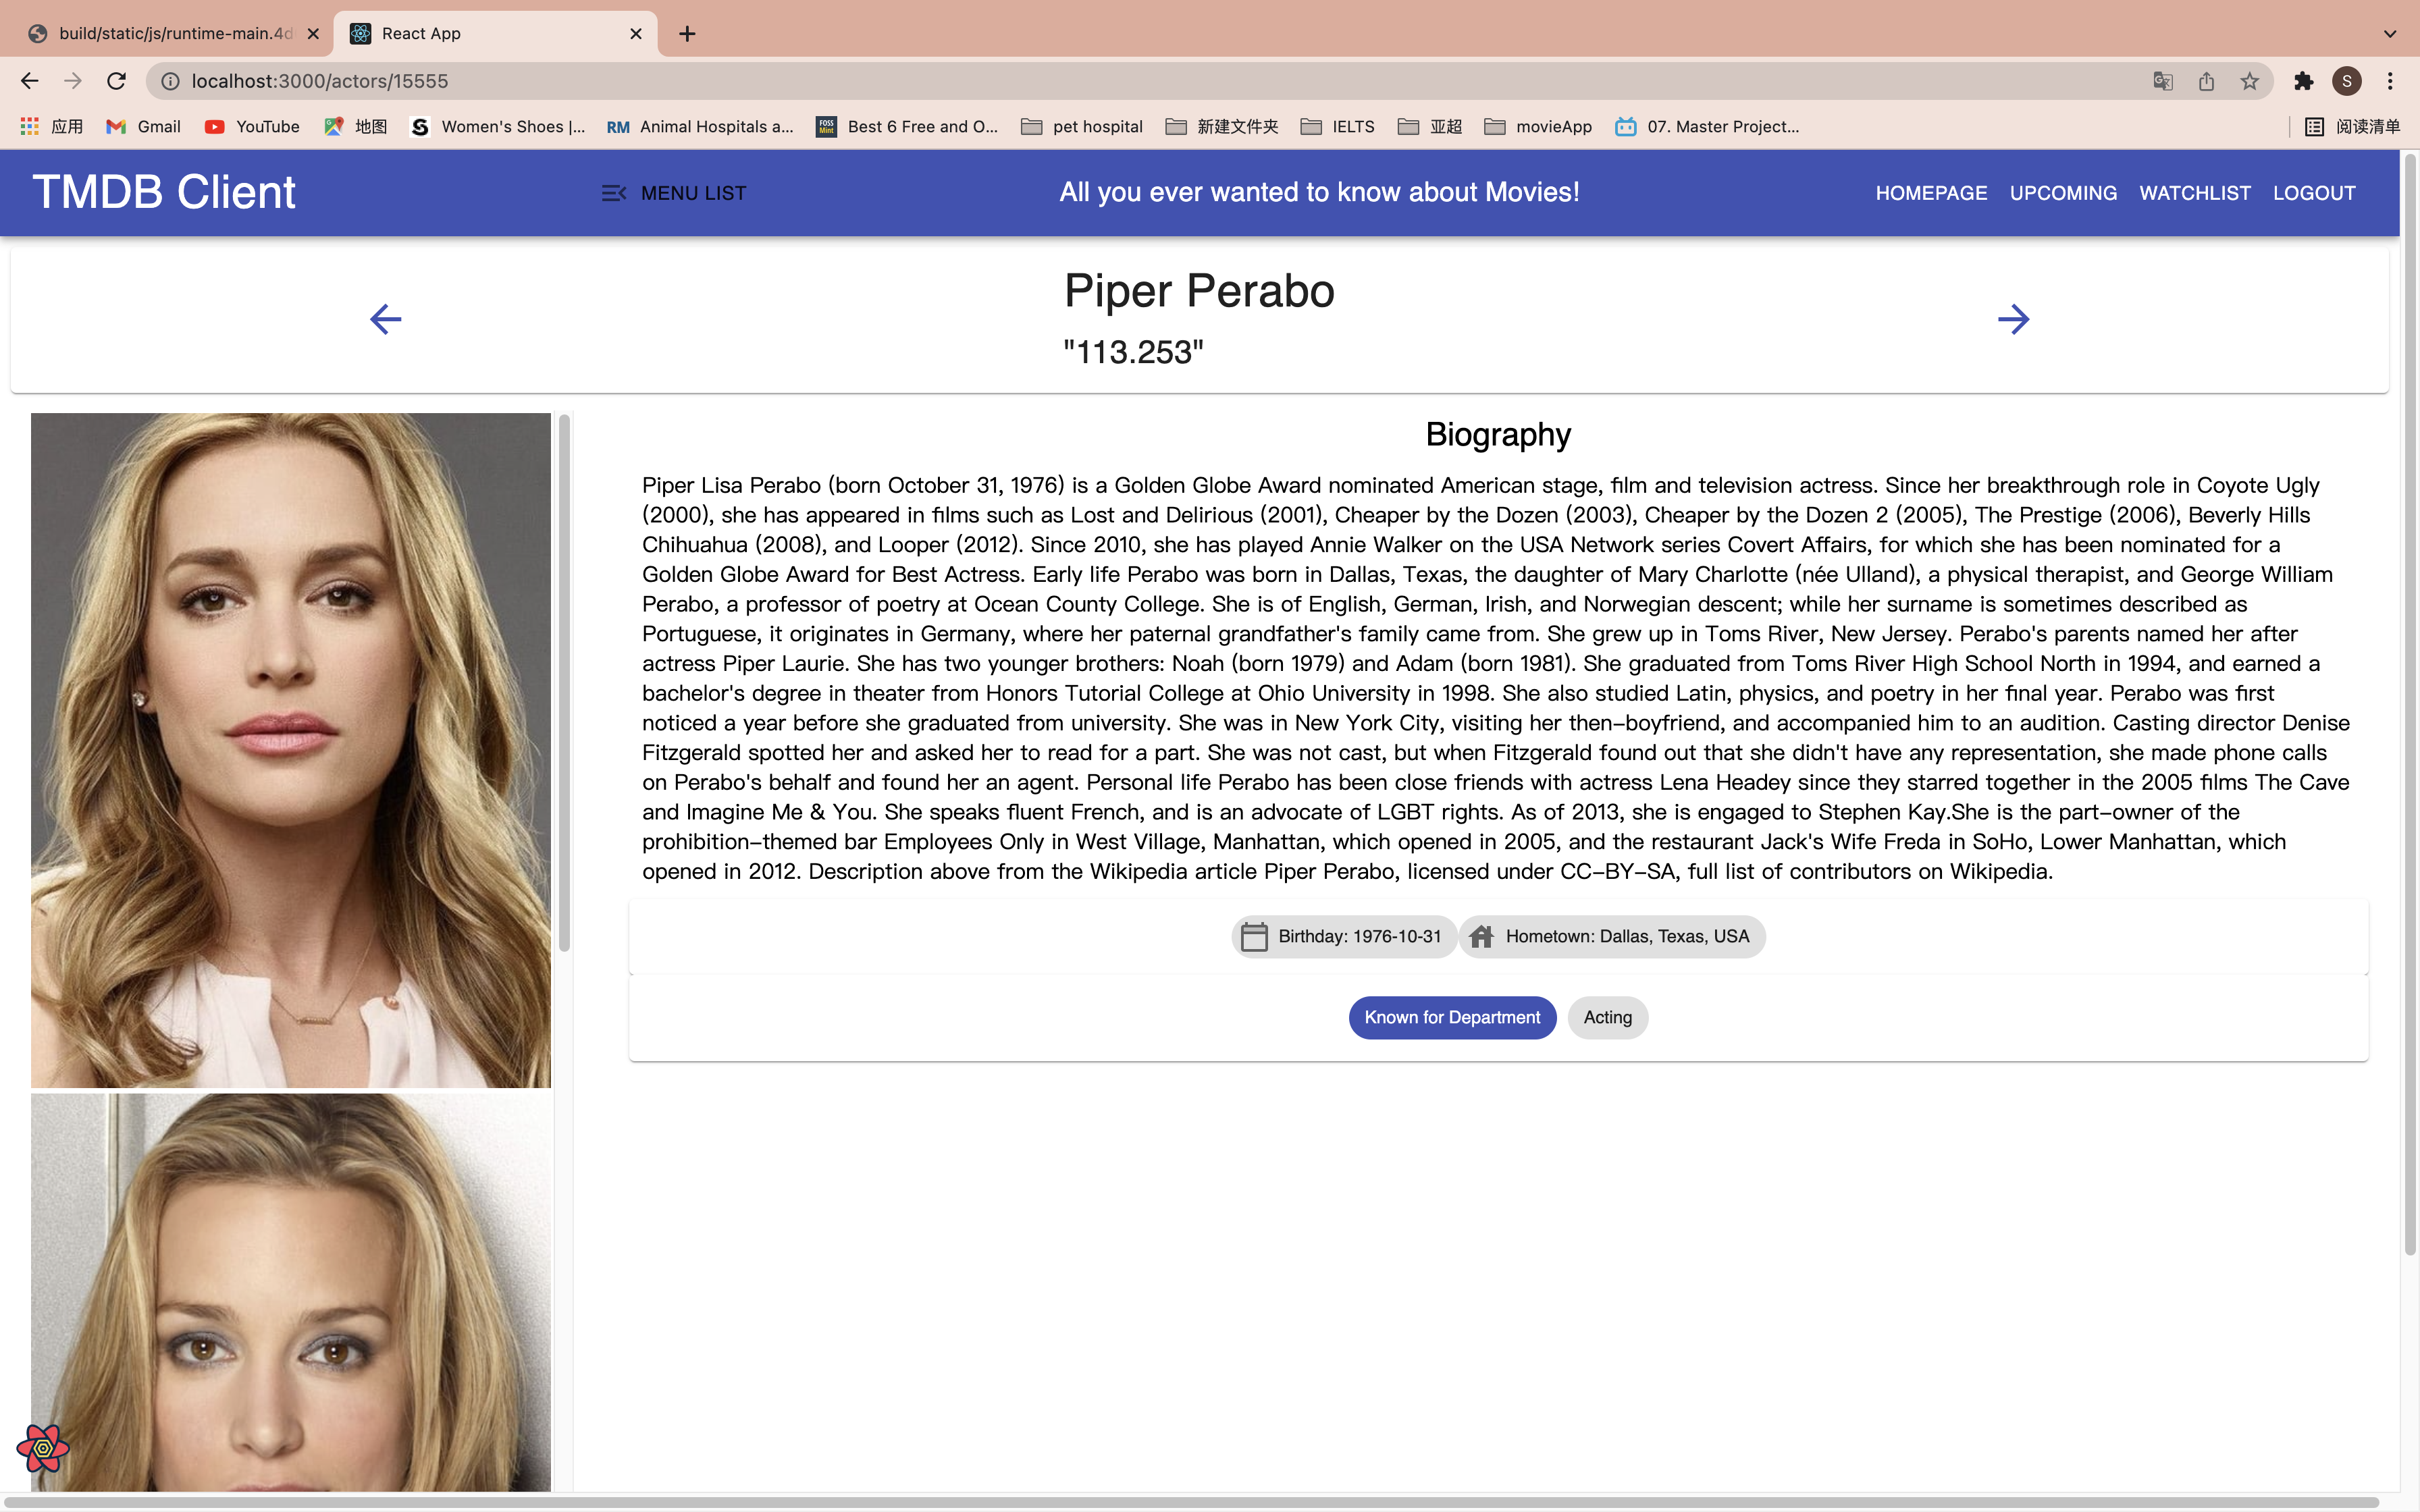 build/static/js/runtime-main.4d
React App
localhost:3000/actors/15555
S
应用
Gmail
YouTube
地图
Women's Shoes |...
RM
Animal Hospitals a...
FOSS
Mint
Best 6 Free and O...
pet hospital
新建文件夹
IELTS
亚超
movieApp
07. Master Project...
阅读清单
TMDB Client
MENU LIST
All you ever wanted to know about Movies!
HOMEPAGE
UPCOMING
WATCHLIST
LOGOUT
Piper Perabo
"113.253"
Biography
Piper Lisa Perabo (born October 31, 1976) is a Golden Globe Award nominated American stage, film and television actress. Since her breakthrough role in Coyote Ugly
(2000), she has appeared in films such as Lost and Delirious (2001), Cheaper by the Dozen (2003), Cheaper by the Dozen 2 (2005), The Prestige (2006), Beverly Hills
Chihuahua (2008), and Looper (2012). Since 2010, she has played Annie Walker on the USA Network series Covert Affairs, for which she has been nominated for a
Golden Globe Award for Best Actress. Early life Perabo was born in Dallas, Texas, the daughter of Mary Charlotte (née Ulland), a physical therapist, and George William
Perabo, a professor of poetry at Ocean County College. She is of English, German, Irish, and Norwegian descent; while her surname is sometimes described as
Portuguese, it originates in Germany, where her paternal grandfather's family came from. She grew up in Toms River, New Jersey. Perabo's parents named her after
actress Piper Laurie. She has two younger brothers: Noah (born 1979) and Adam (born 1981). She graduated from Toms River High School North in 1994, and earned a
bachelor's degree in theater from Honors Tutorial College at Ohio University in 1998. She also studied Latin, physics, and poetry in her final year. Perabo was first
noticed a year before she graduated from university. She was in New York City, visiting her then–boyfriend, and accompanied him to an audition. Casting director Denise
Fitzgerald spotted her and asked her to read for a part. She was not cast, but when Fitzgerald found out that she didn't have any representation, she made phone calls
on Perabo's behalf and found her an agent. Personal life Perabo has been close friends with actress Lena Headey since they starred together in the 2005 films The Cave
and Imagine Me & You. She speaks fluent French, and is an advocate of LGBT rights. As of 2013, she is engaged to Stephen Kay.She is the part–owner of the
prohibition–themed bar Employees Only in West Village, Manhattan, which opened in 2005, and the restaurant Jack's Wife Freda in SoHo, Lower Manhattan, which
opened in 2012. Description above from the Wikipedia article Piper Perabo, licensed under CC–BY–SA, full list of contributors on Wikipedia.
Birthday: 1976-10-31
Hometown: Dallas, Texas, USA
Known for Department
Acting